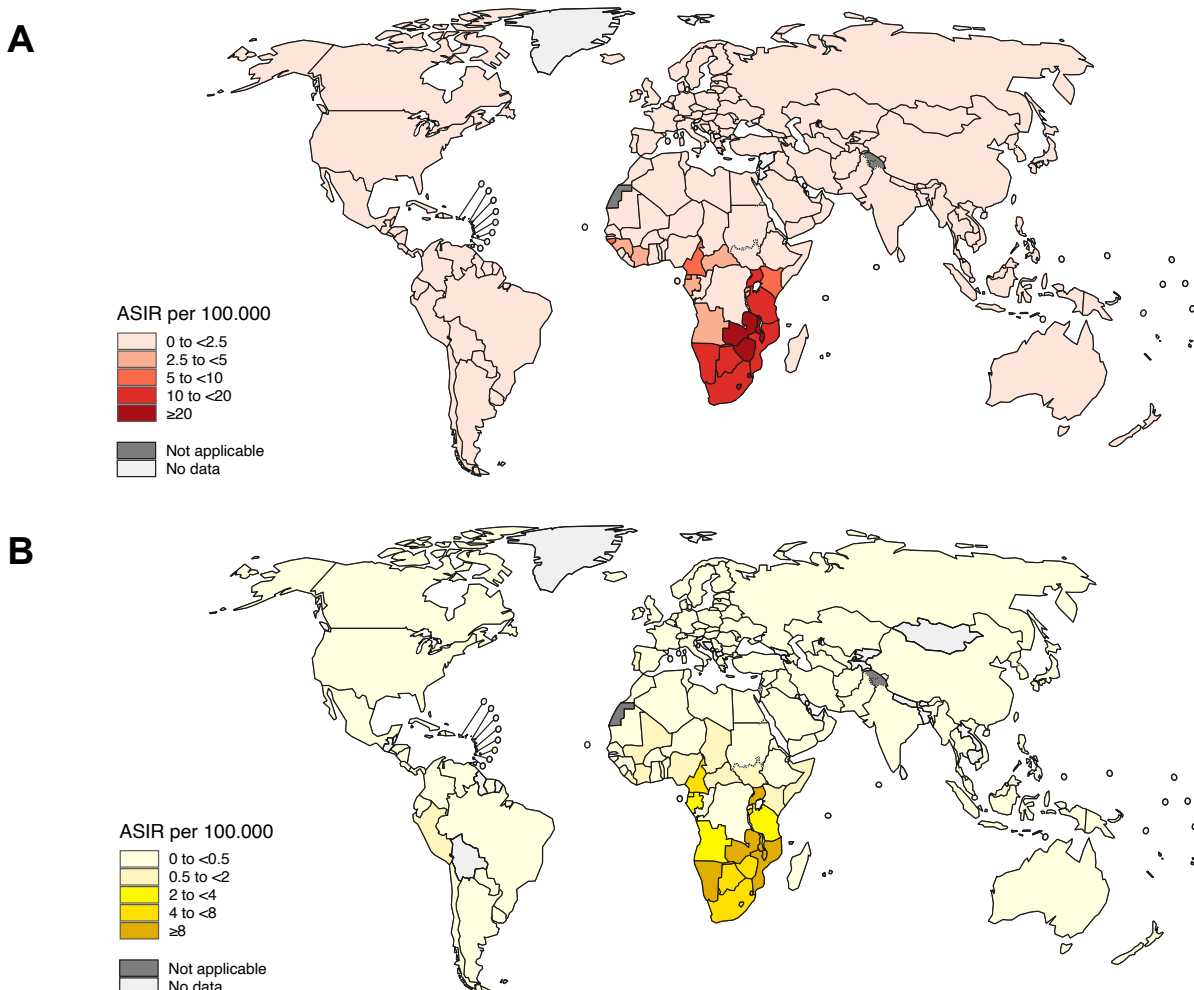 A
ASIR per 100.000
0 to <2.5
2.5 to <5
5 to <10
10 to <20
≥20
Not applicable
No data
B
ASIR per 100.000
0 to <0.5
0.5 to <2
2 to <4
4 to <8
≥8
Not applicable
No data